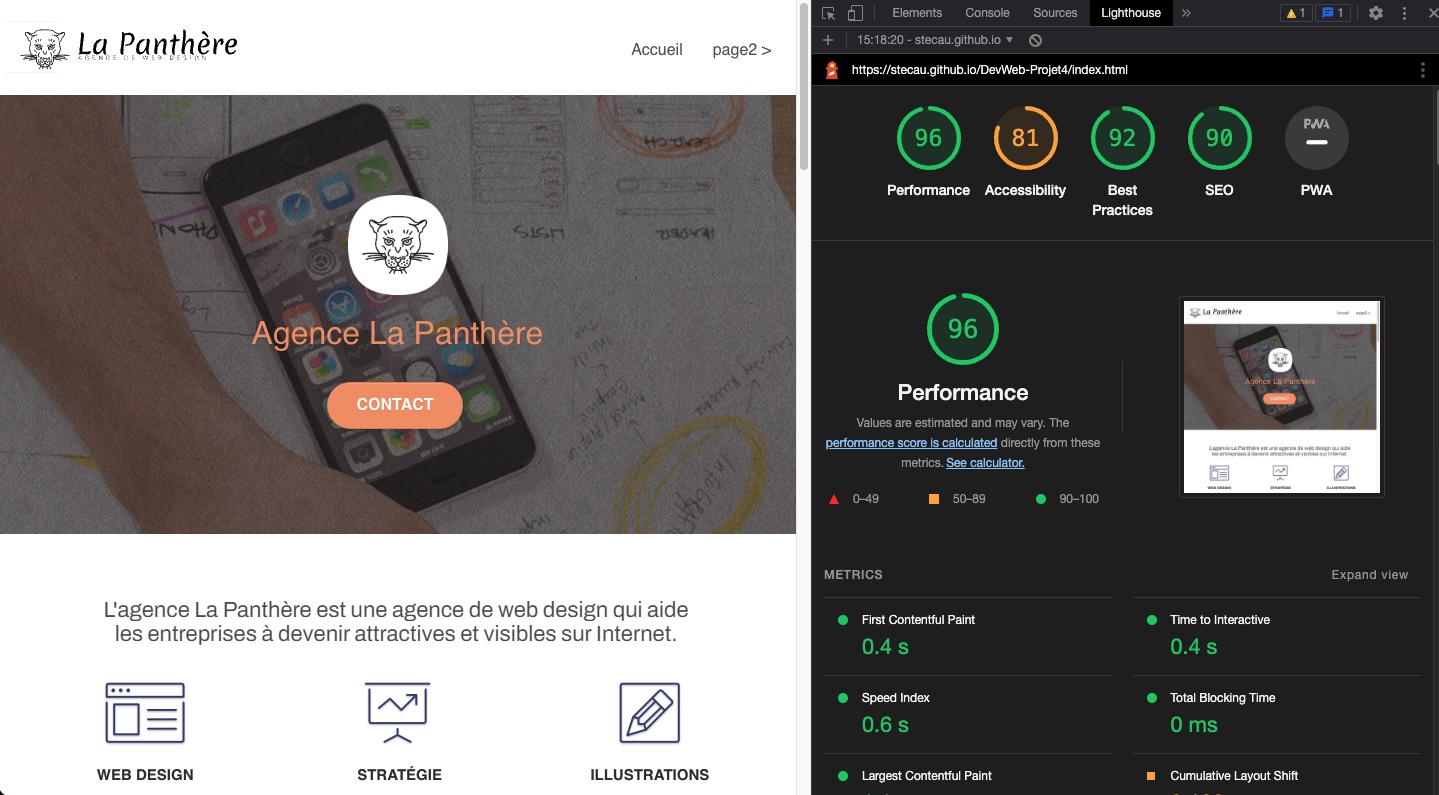 La Panthère
AGENCE DE WEB DESIGN
Accueil
page2 >
Agence La Panthère
CONTACT
L'agence La Panthère est une agence de web design qui aide
les entreprises à devenir attractives et visibles sur Internet.
WEB DESIGN
STRATÉGIE
ILLUSTRATIONS
Elements
Console
Sources
Lighthouse
»
1
1
+
15:18:20 - stecau.github.io
https://stecau.github.io/DevWeb-Projet4/index.html
96
81
92
90
PWA
Performance
Accessibility
Best
Practices
SEO
PWA
96
Performance
Values are estimated and may vary. The
performance score is calculated directly from these
metrics. See calculator.
0–49
50–89
90–100
La Panthère
Accueil
page2 >
Agence La Panthère
CONTACT
L'agence La Panthère est une agence de web design qui aide
les entreprises à devenir attractives et visibles sur Internet.
WEB DESIGN
STRATÉGIE
ILLUSTRATIONS
METRICS
Expand view
First Contentful Paint
0.4 s
Time to Interactive
0.4 s
Speed Index
0.6 s
Total Blocking Time
0 ms
Largest Contentful Paint
Cumulative Layout Shift